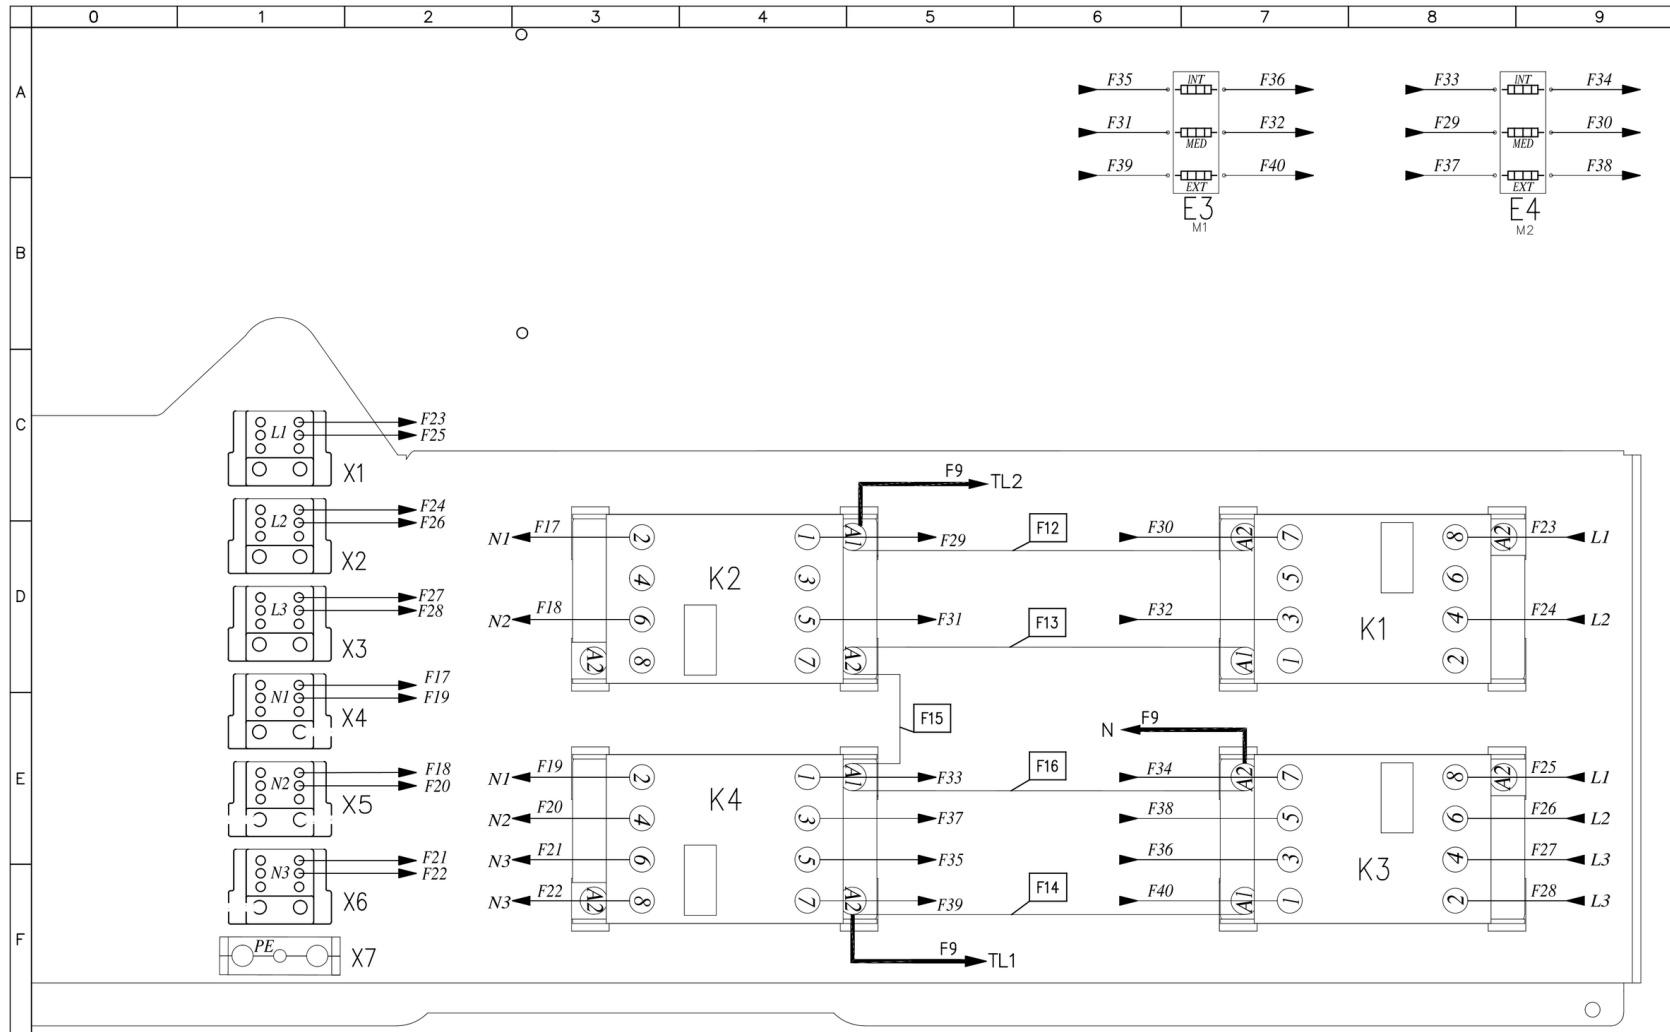 0 1 2 3 4 5 6 7 8 9
A
B
C
D
E
F
F35 INT F36
F31 MED F32
F39 EXT F40
E3
M1
F33 INT F34
F29 MED F30
F37 EXT F38
E4
M2
L1 F23
F25
X1
L2 F24
F26
X2
L3 F27
F28
X3
N1 F17
F19
X4
N2 F18
F20
X5
N3 F21
F22
X6
PE X7
F9 TL2
N1 F17 2 1 A1 F29
4 K2 3
N2 F18 6 5 F31
A2 8 7 A2
F12
F13
F15
F30 A2 7 8 A2 F23 L1
5 6
F32 3 K1 4 F24 L2
A1 1 2
N F9
N1 F19 2 1 A1 F33
N2 F20 4 K4 3 F37
N3 F21 6 5 F35
N3 F22 A2 8 7 A2 F39
F16
F14
F9 TL1
F34 A2 7 8 A2 F25 L1
F38 5 6 F26 L2
F36 3 K3 4 F27 L3
F40 A1 1 2 F28 L3